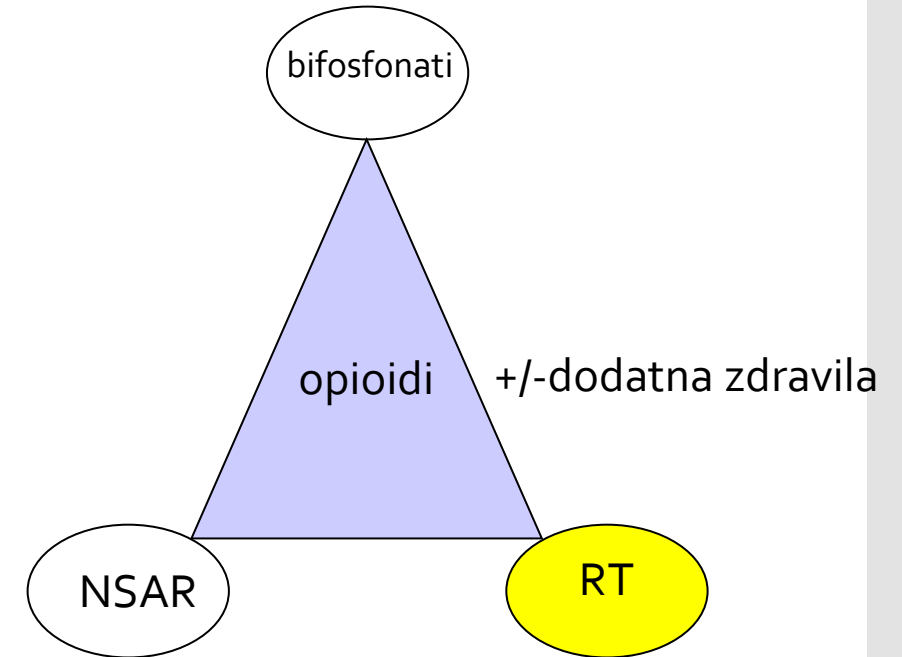 bifosfonati
opioidi
+/-dodatna zdravila
NSAR
RT